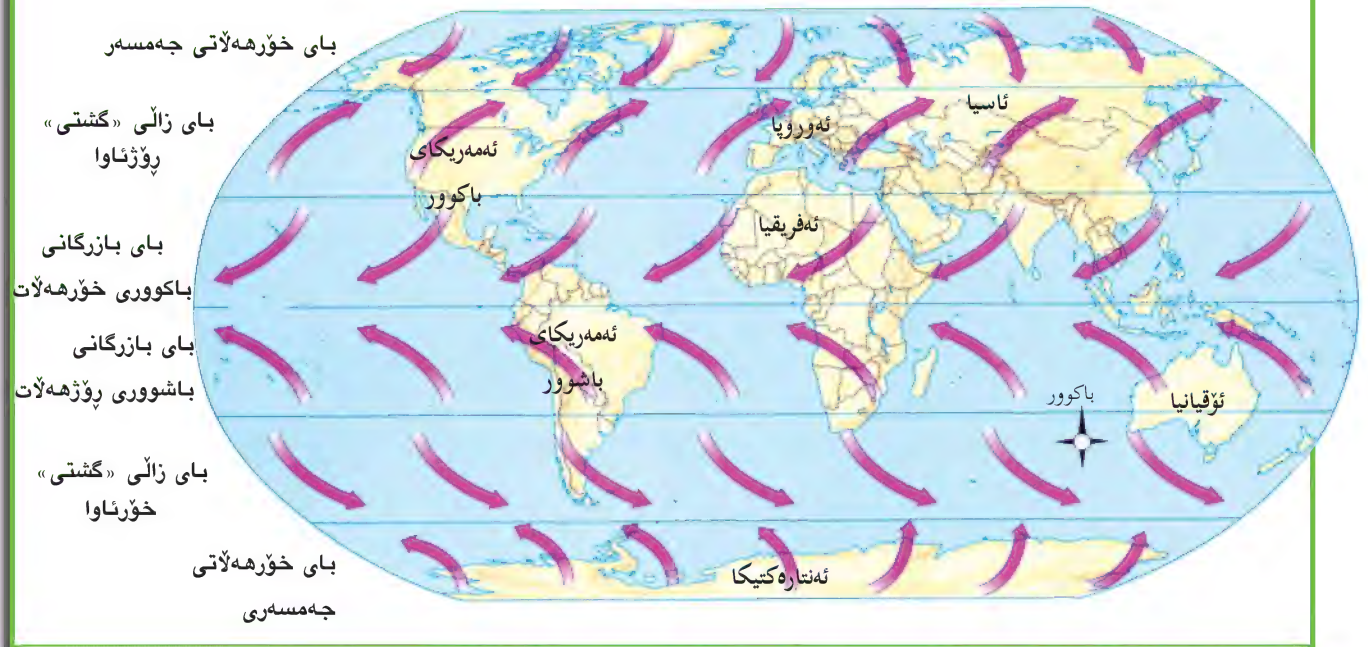 بای خۆرهەڵاتی جەمسەر
بای زاڵی «گشتی»
ڕۆژئاوا
بای بازرگانی
باکووری خۆرهەڵات
بای بازرگانی
باشووری ڕۆژهەڵات
بای زاڵی «گشتی»
خۆرئاوا
بای خۆرهەڵاتی
جەمسەری
ئەمەریکای
باکوور
ئەوروپا
ئاسیا
ئەفریقیا
ئەمەریکای
باشوور
باکوور
ئۆقیانیا
ئەنتارەکتیکا